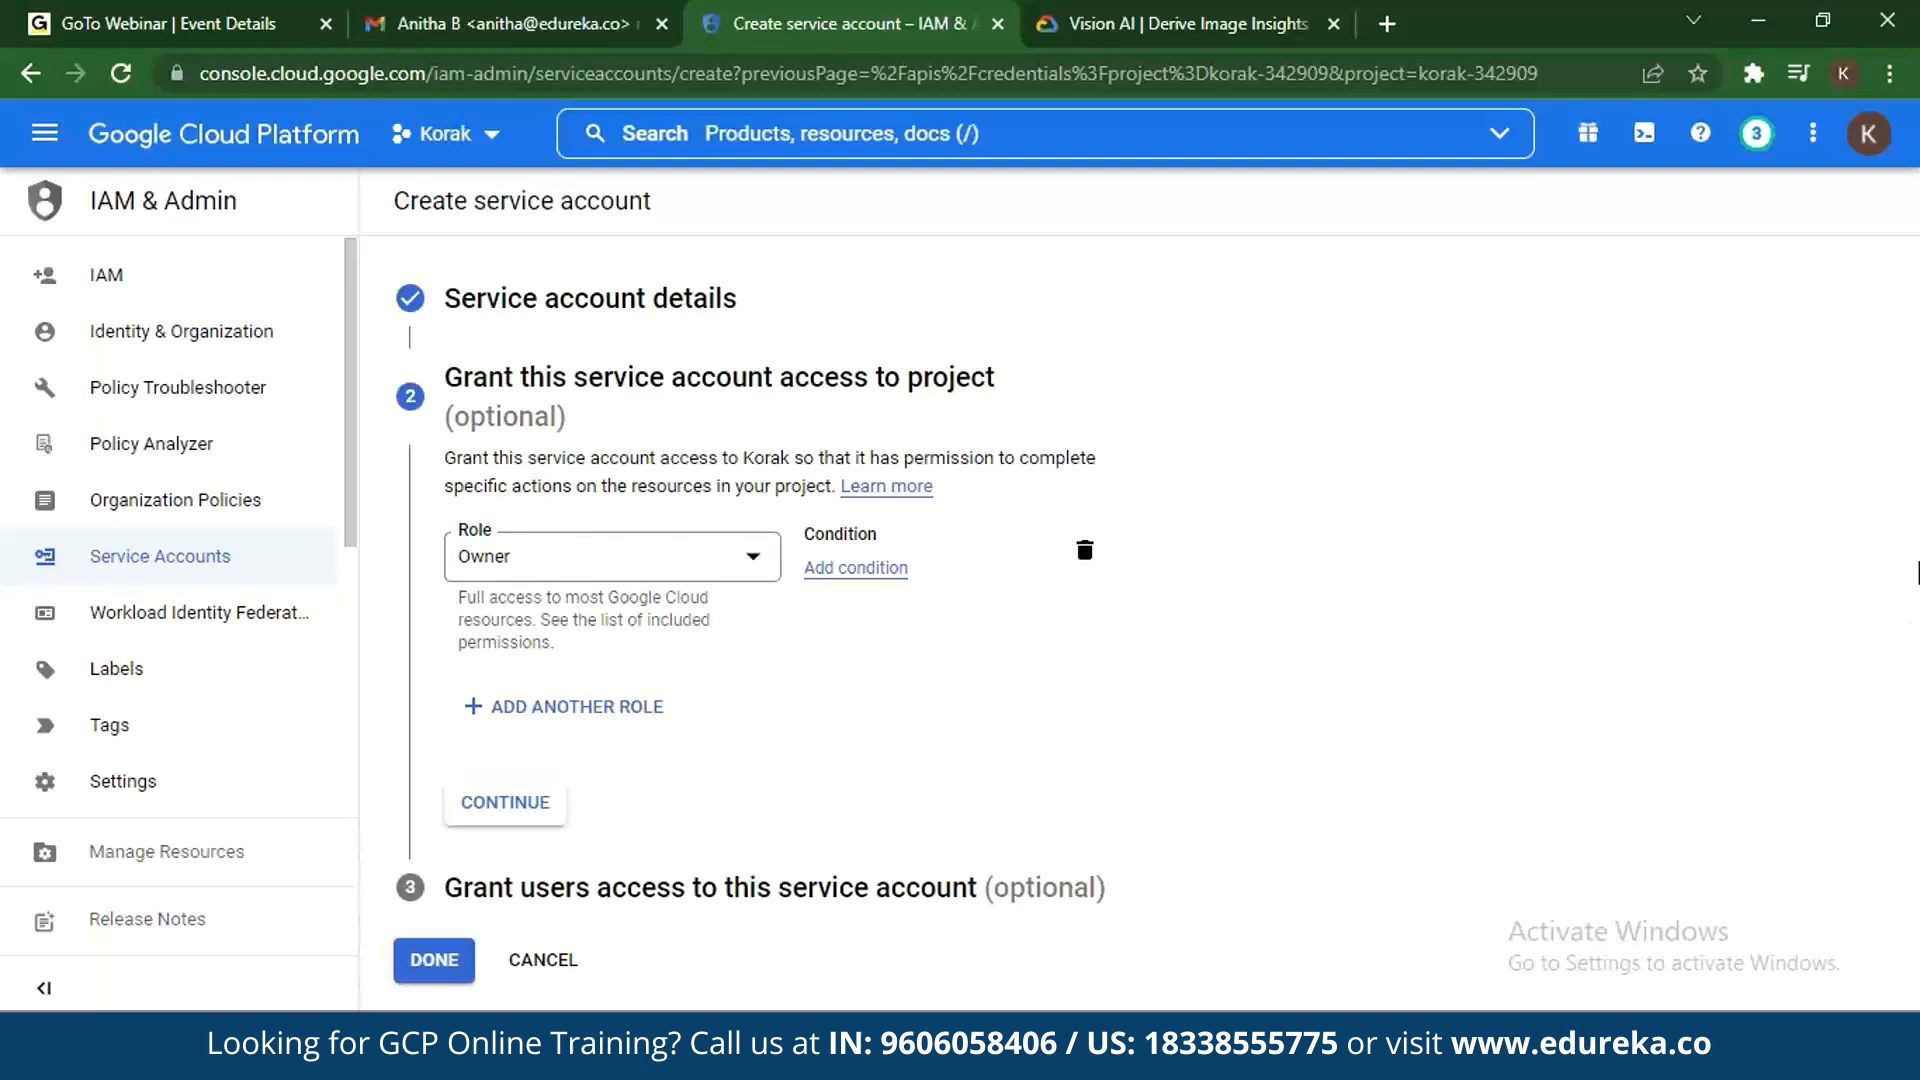 GoTo Webinar | Event Details
Anitha B <anitha@edureka.co>
Create service account – IAM &
Vision AI | Derive Image Insights
console.cloud.google.com/iam-admin/serviceaccounts/create?previousPage=%2Fapis%2Fcredentials%3Fproject%3Dkorak-342909&project=korak-342909
K
Google Cloud Platform
Korak
Search Products, resources, docs (/)
3
K
IAM & Admin
Create service account
IAM
Identity & Organization
Policy Troubleshooter
Policy Analyzer
Organization Policies
Service Accounts
Workload Identity Federat...
Labels
Tags
Settings
Manage Resources
Release Notes
Service account details
2
Grant this service account access to project
(optional)
Grant this service account access to Korak so that it has permission to complete
specific actions on the resources in your project. Learn more
Role
Owner
Condition
Add condition
Full access to most Google Cloud
resources. See the list of included
permissions.
+ ADD ANOTHER ROLE
CONTINUE
3
Grant users access to this service account (optional)
DONE
CANCEL
Activate Windows
Go to Settings to activate Windows.
Looking for GCP Online Training? Call us at IN: 9606058406 / US: 18338555775 or visit www.edureka.co